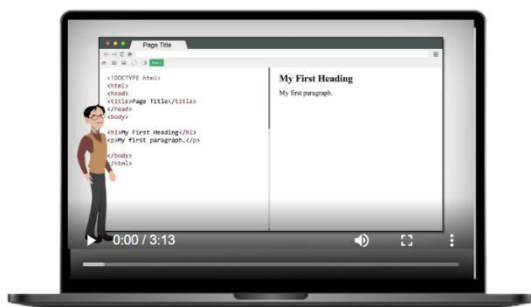 Page Title
<!DOCTYPE html>
<html>
<head>
<title>Page Title</title>
</head>
<body>
<h1>My First Heading</h1>
<p>My first paragraph.</p>
</body>
</html>
My First Heading
My first paragraph.
0:00 / 3:13